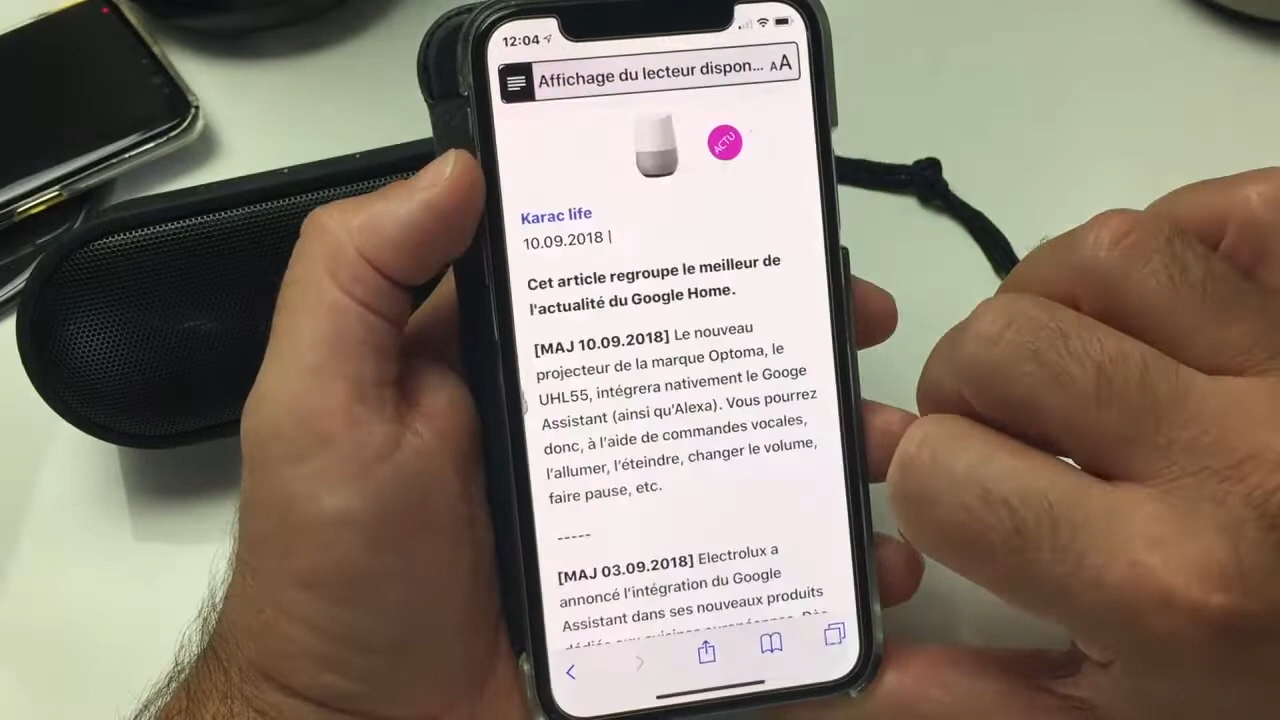 12:04
Affichage du lecteur dispon... AA
ACTU
Karac life
10.09.2018 |
Cet article regroupe le meilleur de
l'actualité du Google Home.
[MAJ 10.09.2018] Le nouveau
projecteur de la marque Optoma, le
UHL55, intégrera nativement le Googe
Assistant (ainsi qu'Alexa). Vous pourrez
donc, à l'aide de commandes vocales,
l'allumer, l'éteindre, changer le volume,
faire pause, etc.
-----
[MAJ 03.09.2018] Electrolux a
annoncé l'intégration du Google
Assistant dans ses nouveaux produits